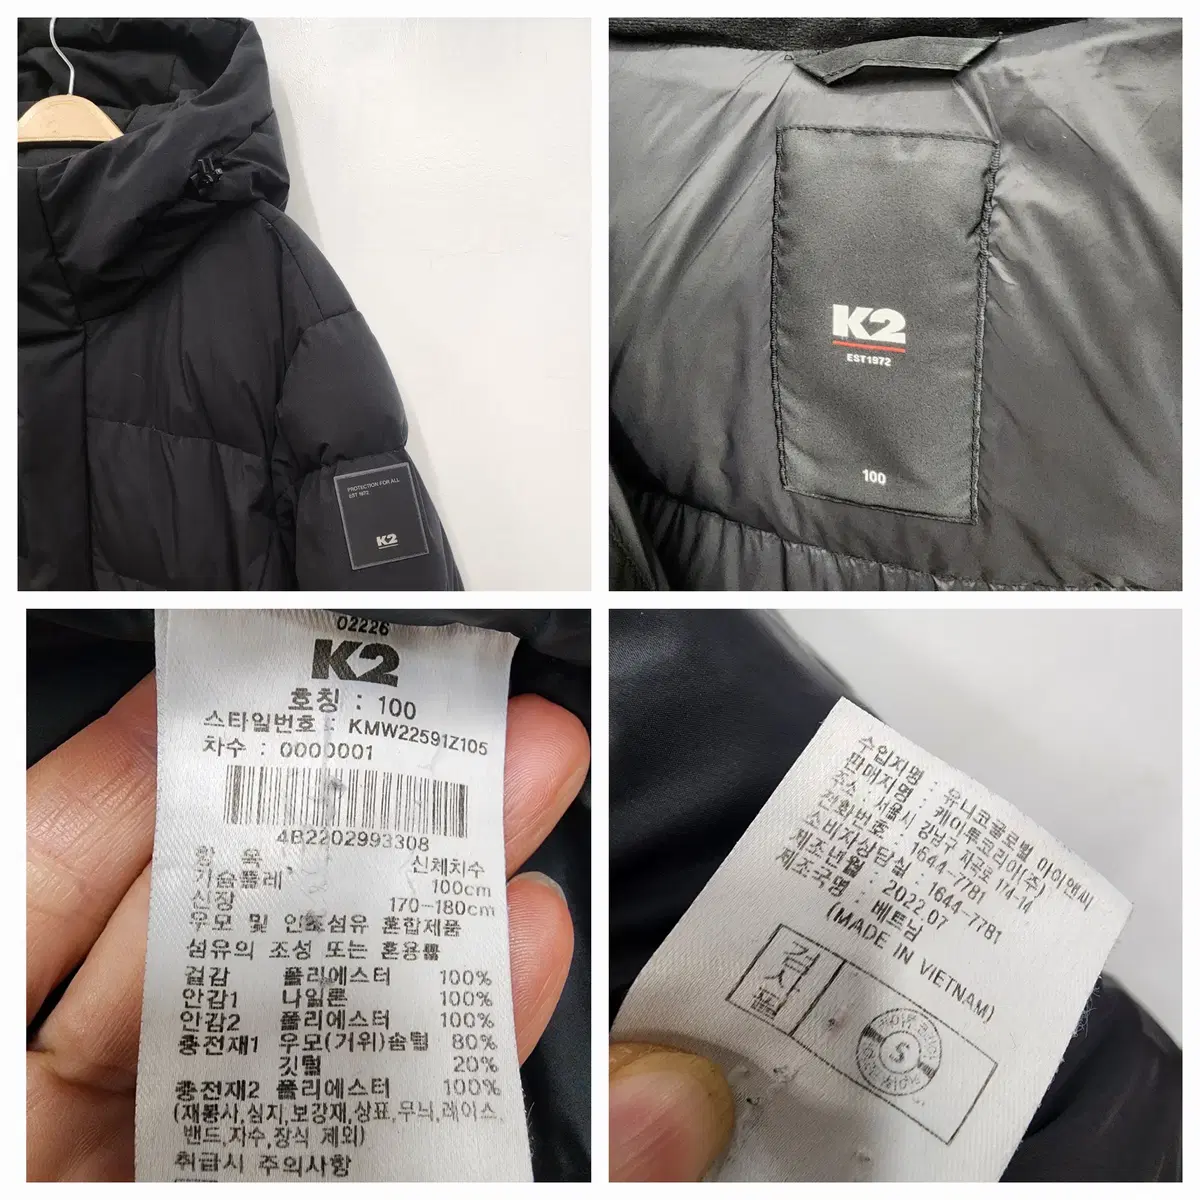 PROTECTION FOR ALL
EST 1972
K2
K2
EST1972
100
02226
K2
호칭 : 100
스타일번호 : KMW22591Z105
차수 : 0000001
4B2202993308
항 목 신체치수
가슴둘레 100cm
신장 170-180cm
우모 및 인조섬유 혼합제품
섬유의 조성 또는 혼용률
겉감 폴리에스터 100%
안감1 나일론 100%
안감2 폴리에스터 100%
충전재1 우모(거위)솜털 80%
깃털 20%
충전재2 폴리에스터 100%
(재봉사,심지,보강재,상표,무늬,레이스,
밴드,자수,장식 제외)
취급시 주의사항
수입자명 : 유니코글로벌 아이앤씨
판매자명 : 케이투코리아(주)
주소 : 서울시 강남구 자곡로 174-14
전화번호 : 1644-7781
소비자상담실 : 1644-7781
제조년월 : 2022.07
제조국명 : 베트남
(MADE IN VIETNAM)
검사필
S